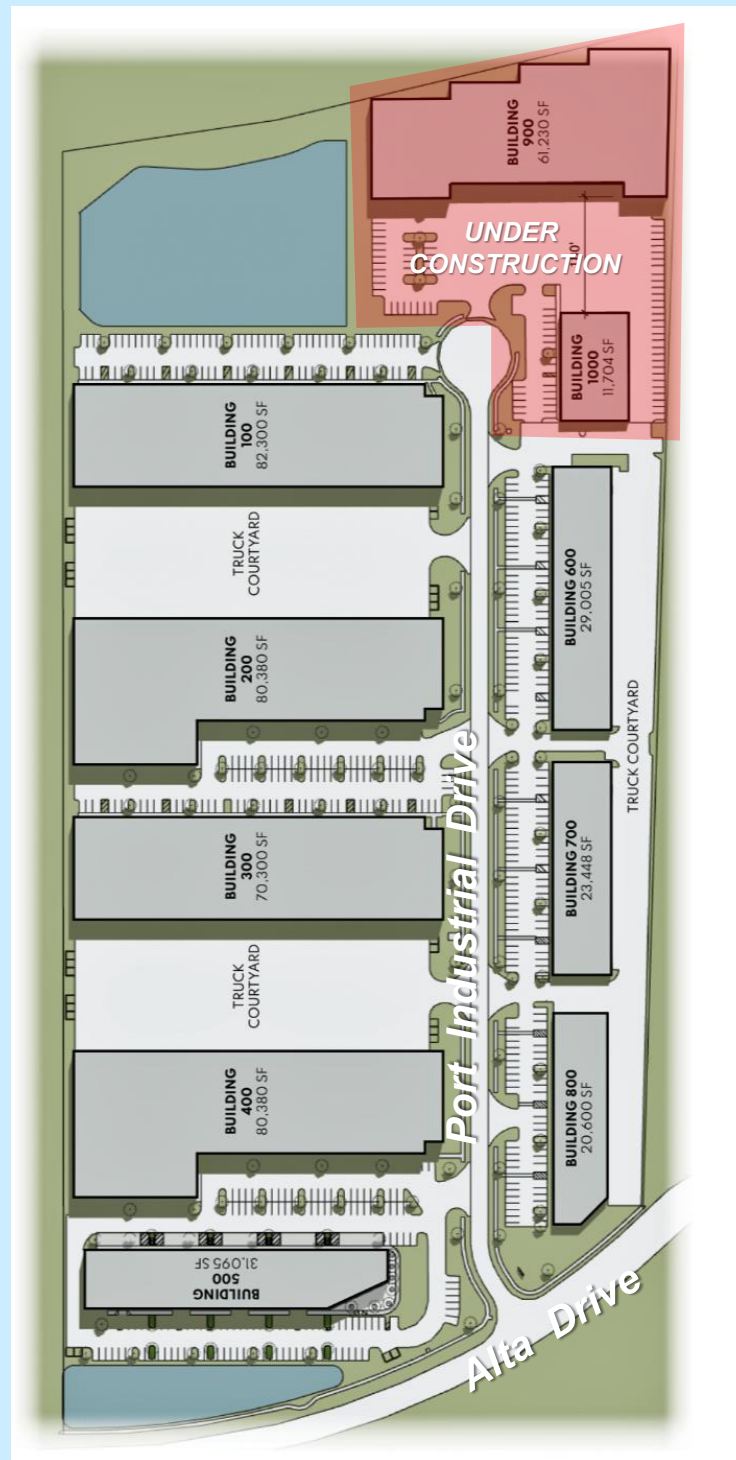 BUILDING
900
61,230 SF
UNDER
CONSTRUCTION
BUILDING
1000
11,704 SF
BUILDING
100
82,300 SF
TRUCK
COURTYARD
BUILDING 600
29,005 SF
BUILDING
200
80,380 SF
TRUCK COURTYARD
Port Industrial Drive
BUILDING
300
70,300 SF
BUILDING 700
23,448 SF
TRUCK
COURTYARD
BUILDING
400
80,380 SF
BUILDING 800
20,600 SF
BUILDING
500
31,095 SF
Alta Drive